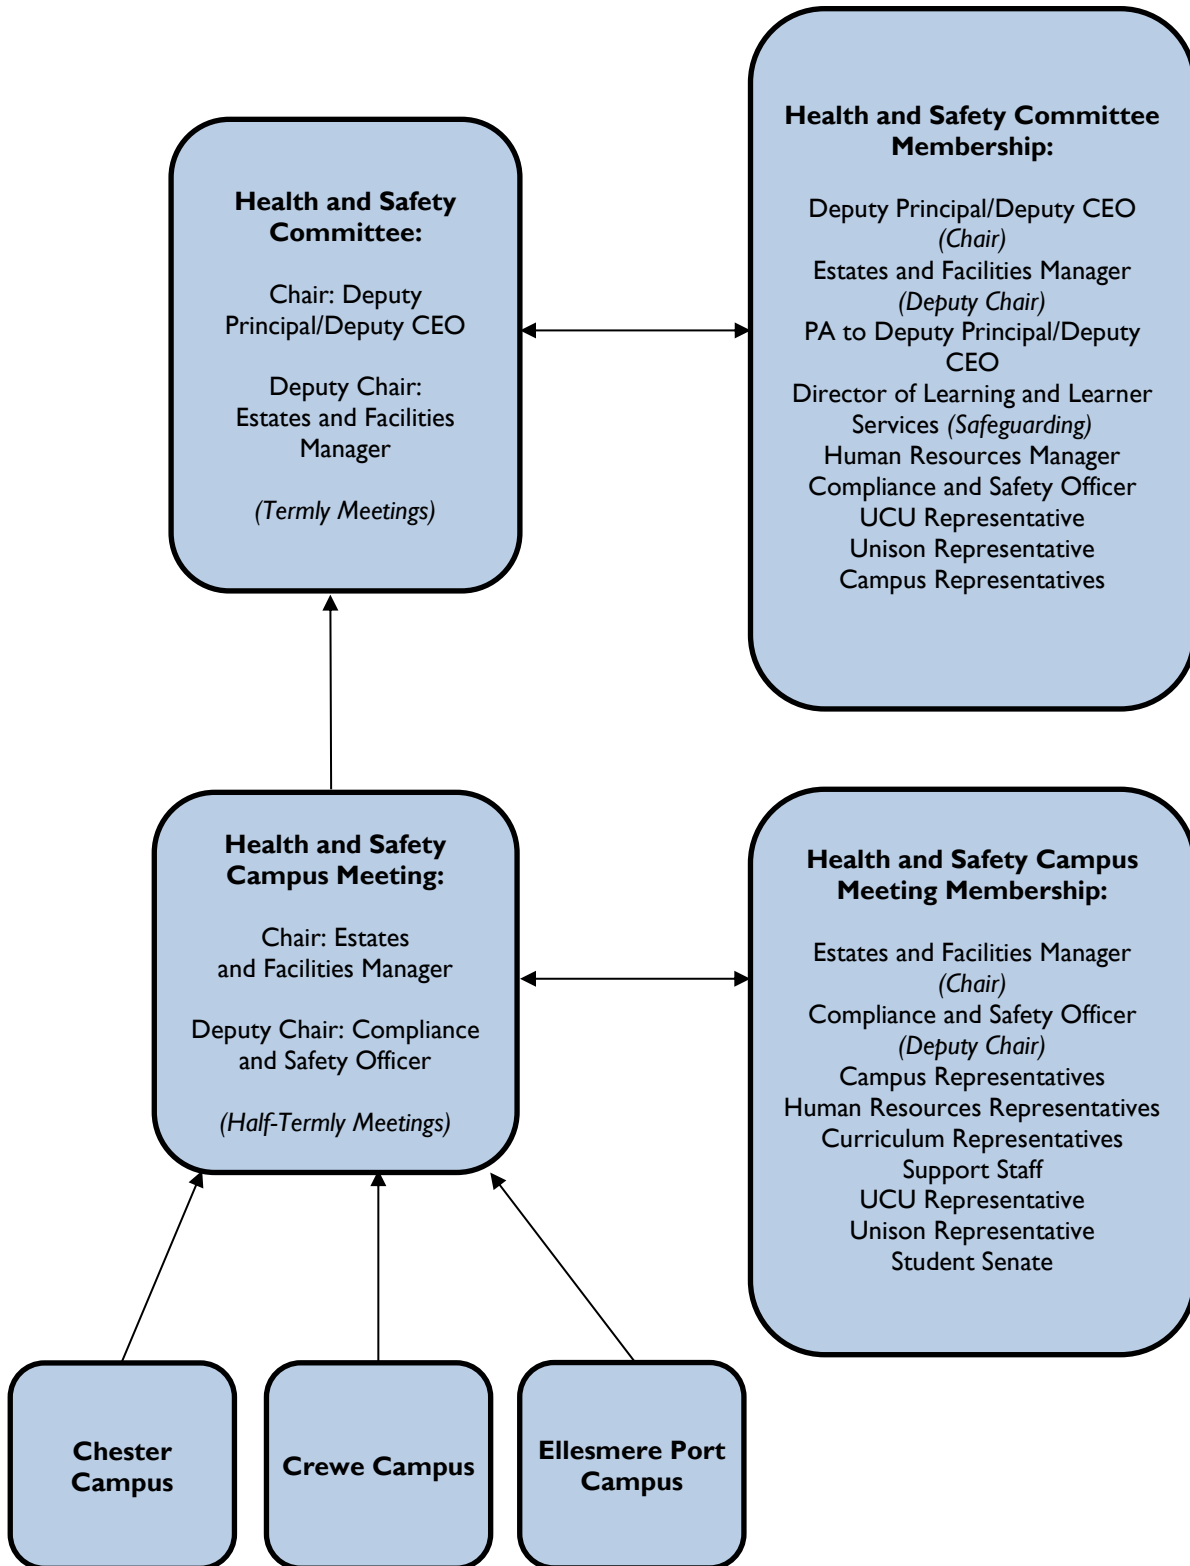 Health and Safety Committee
Membership:
Deputy Principal/Deputy CEO
(Chair)
Estates and Facilities Manager
(Deputy Chair)
PA to Deputy Principal/Deputy
CEO
Director of Learning and Learner
Services (Safeguarding)
Human Resources Manager
Compliance and Safety Officer
UCU Representative
Unison Representative
Campus Representatives
Health and Safety
Committee:
Chair: Deputy
Principal/Deputy CEO
Deputy Chair:
Estates and Facilities
Manager
(Termly Meetings)
Health and Safety
Campus Meeting:
Chair: Estates
and Facilities Manager
Deputy Chair: Compliance
and Safety Officer
(Half-Termly Meetings)
Health and Safety Campus
Meeting Membership:
Estates and Facilities Manager
(Chair)
Compliance and Safety Officer
(Deputy Chair)
Campus Representatives
Human Resources Representatives
Curriculum Representatives
Support Staff
UCU Representative
Unison Representative
Student Senate
Chester
Campus
Crewe Campus
Ellesmere Port
Campus